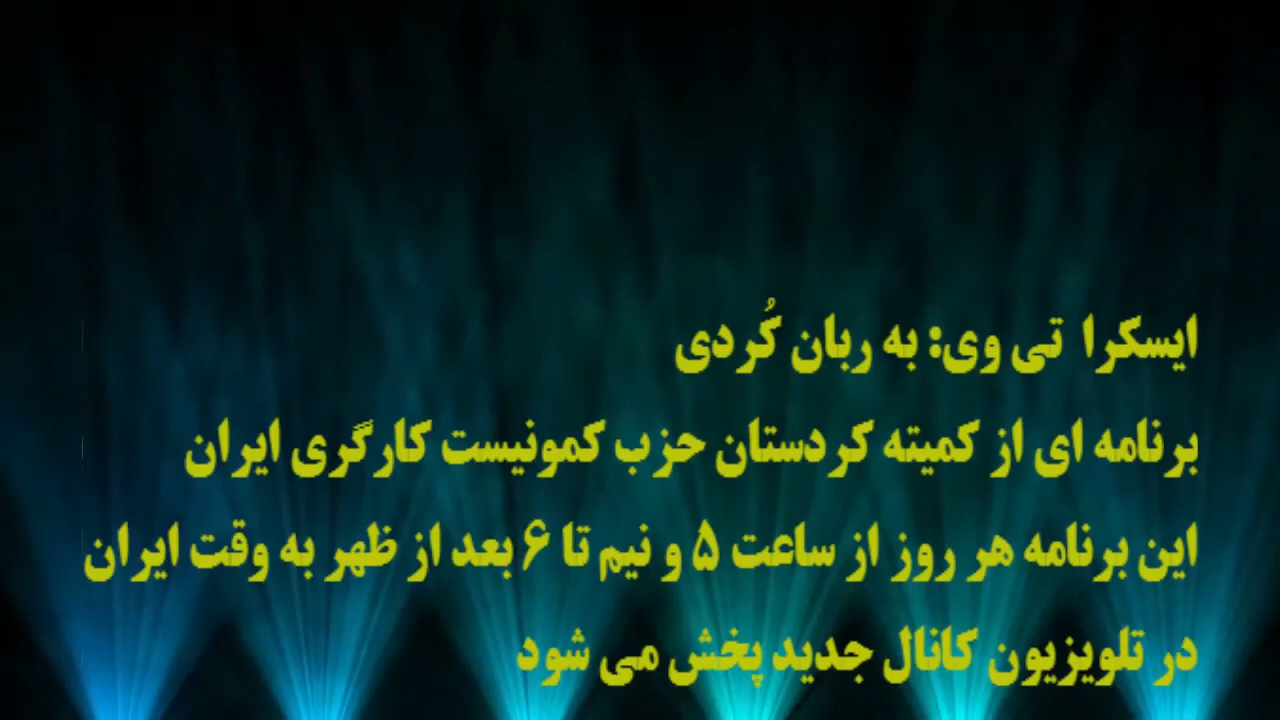 ایسکرا تی وی: به ربان کُردی
برنامه ای از کمیته کردستان حزب کمونیست کارگری ایران
این برنامه هر روز از ساعت ۵ و نیم تا ۶ بعد از ظهر به وقت ایران
در تلویزیون کانال جدید پخش می شود